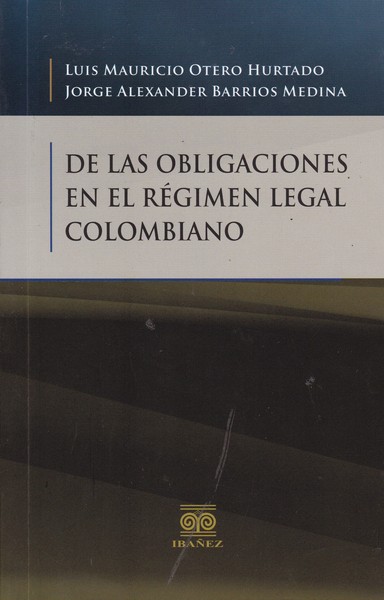 LUIS MAURICIO OTERO HURTADO
JORGE ALEXANDER BARRIOS MEDINA
DE LAS OBLIGACIONES
EN EL RÉGIMEN LEGAL
COLOMBIANO
IBAÑEZ